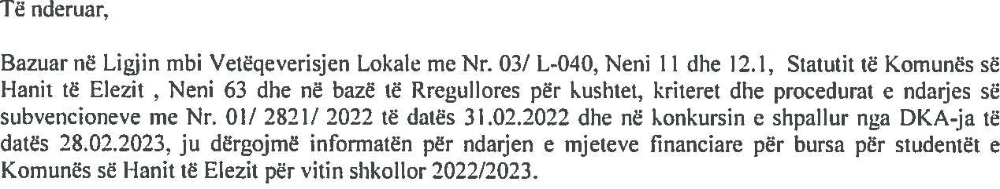 Të nderuar,
Bazuar në Ligjin mbi Vetëqeverisjen Lokale me Nr. 03/ L-040, Neni 11 dhe 12.1, Statutit të Komunës së
Hanit të Elezit , Neni 63 dhe në bazë të Rregullores për kushtet, kriteret dhe procedurat e ndarjes së
subvencioneve me Nr. 01/ 2821/ 2022 të datës 31.02.2022 dhe në konkursin e shpallur nga DKA-ja të
datës 28.02.2023, ju dërgojmë informatën për ndarjen e mjeteve financiare për bursa për studentët e
Komunës së Hanit të Elezit për vitin shkollor 2022/2023.